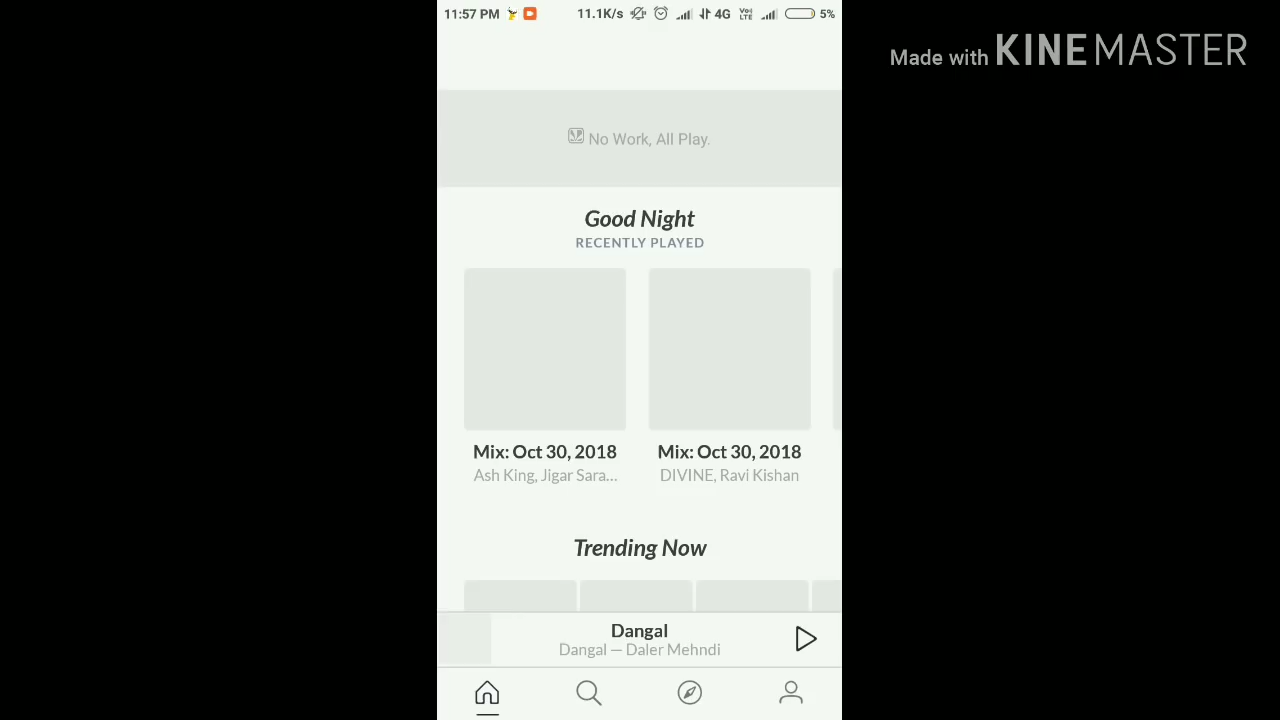 11:57 PM 11.1K/s 4G VoLTE 5%
Made with KINEMASTER
No Work, All Play.
Good Night
RECENTLY PLAYED
Mix: Oct 30, 2018 Mix: Oct 30, 2018
Ash King, Jigar Sara... DIVINE, Ravi Kishan
Trending Now
Dangal
Dangal — Daler Mehndi